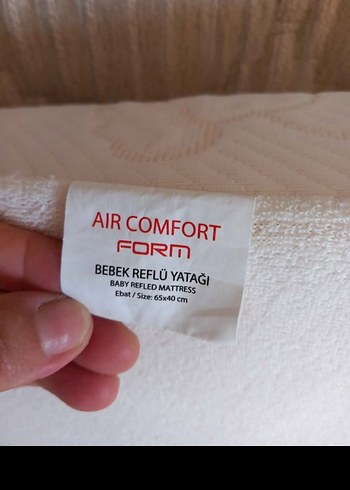 AIR COMFORT
FORM
BEBEK REFLÜ YATAĞI
BABY REFLED MATTRESS
Ebat / Size: 65x40 cm